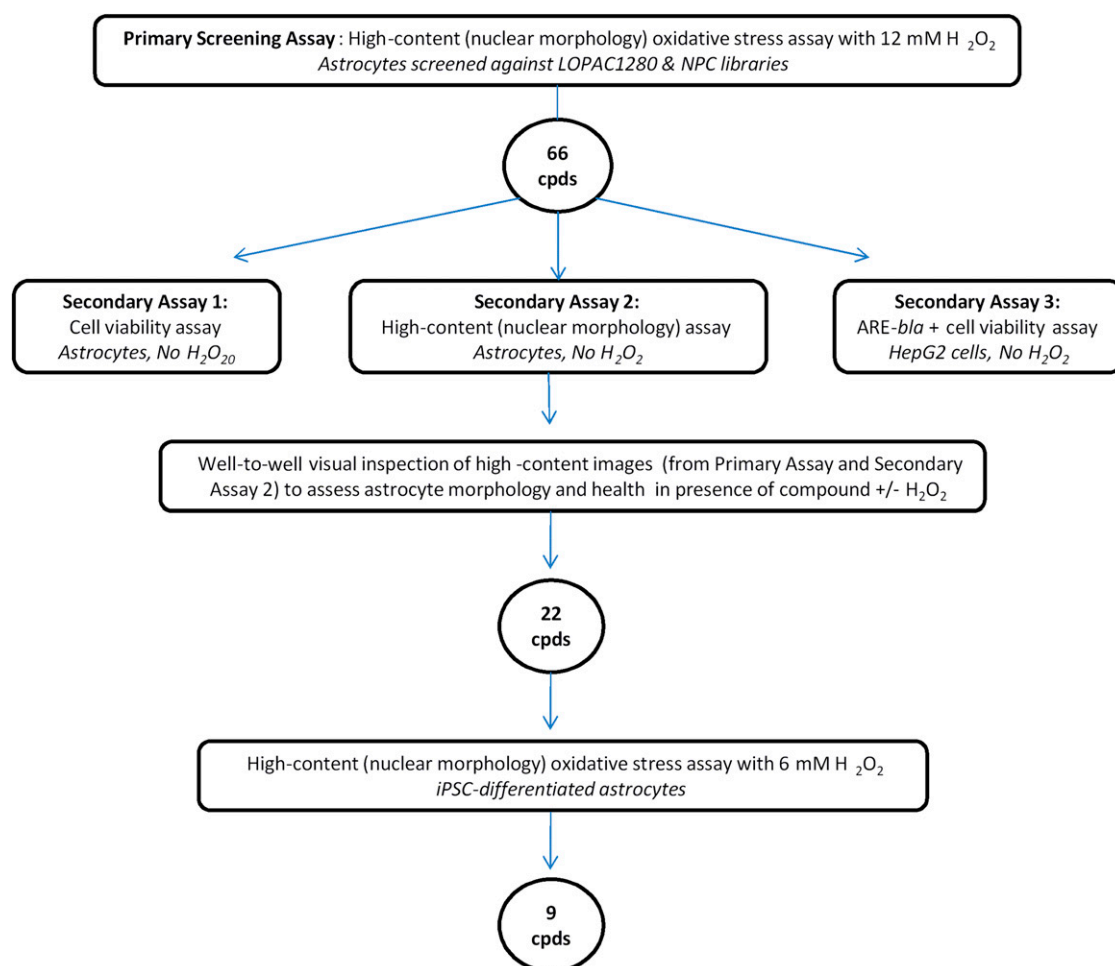 Primary Screening Assay : High-content (nuclear morphology) oxidative stress assay with 12 mM H ₂O₂
Astrocytes screened against LOPAC1280 & NPC libraries
66
cpds
Secondary Assay 1:
Cell viability assay
Astrocytes, No H₂O₂₀
Secondary Assay 2:
High-content (nuclear morphology) assay
Astrocytes, No H₂O₂
Secondary Assay 3:
ARE-bla + cell viability assay
HepG2 cells, No H₂O₂
Well-to-well visual inspection of high -content images (from Primary Assay and Secondary
Assay 2) to assess astrocyte morphology and health in presence of compound +/- H₂O₂
22
cpds
High-content (nuclear morphology) oxidative stress assay with 6 mM H ₂O₂
iPSC-differentiated astrocytes
9
cpds